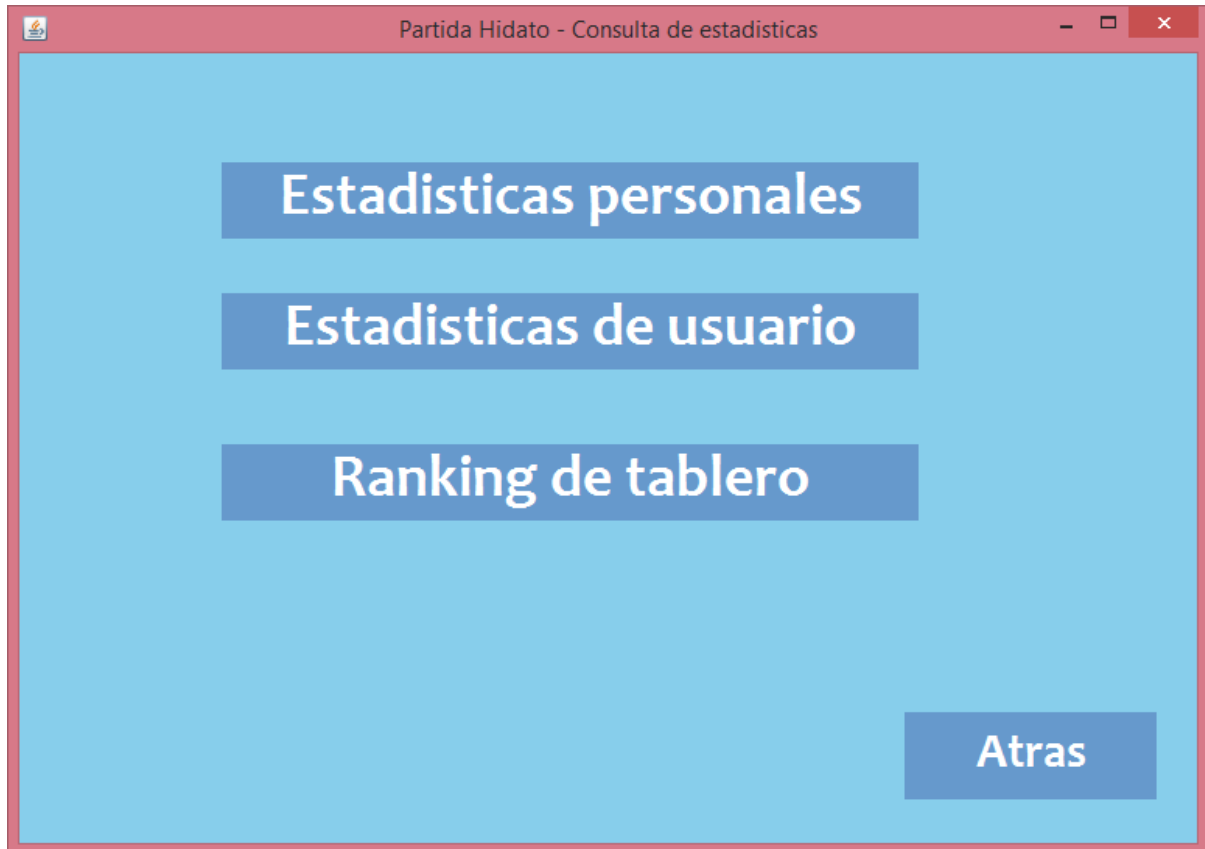 Partida Hidato - Consulta de estadisticas
Estadisticas personales
Estadisticas de usuario
Ranking de tablero
Atras